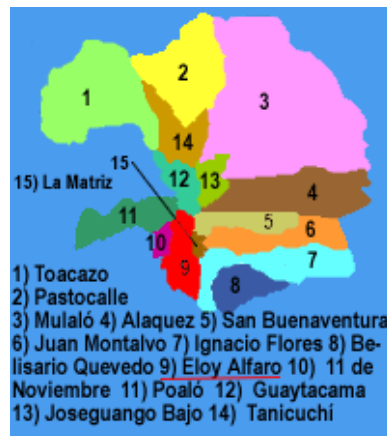 2
1
3
14
15
12
13
15) La Matriz
4
11
5
6
10
7
9
8
1) Toacazo
2) Pastocalle
3) Mulaló 4) Alaquez 5) San Buenaventura
6) Juan Montalvo 7) Ignacio Flores 8) Be-
lisario Quevedo 9) Eloy Alfaro 10) 11 de
Noviembre 11) Poaló 12) Guaytacama
13) Joseguango Bajo 14) Tanicuchí